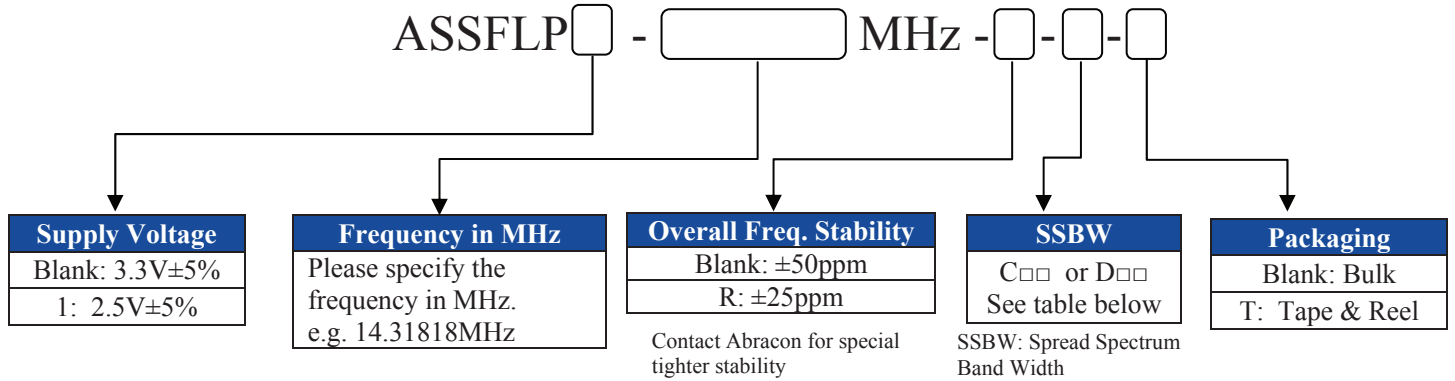 ASSFLP□ - □ MHz -□-□-□
Supply Voltage
Blank: 3.3V±5%
1: 2.5V±5%
Frequency in MHz
Please specify the
frequency in MHz.
e.g. 14.31818MHz
Overall Freq. Stability
Blank: ±50ppm
R: ±25ppm
Contact Abracon for special
tighter stability
SSBW
C□□ or D□□
See table below
SSBW: Spread Spectrum
Band Width
Packaging
Blank: Bulk
T: Tape & Reel